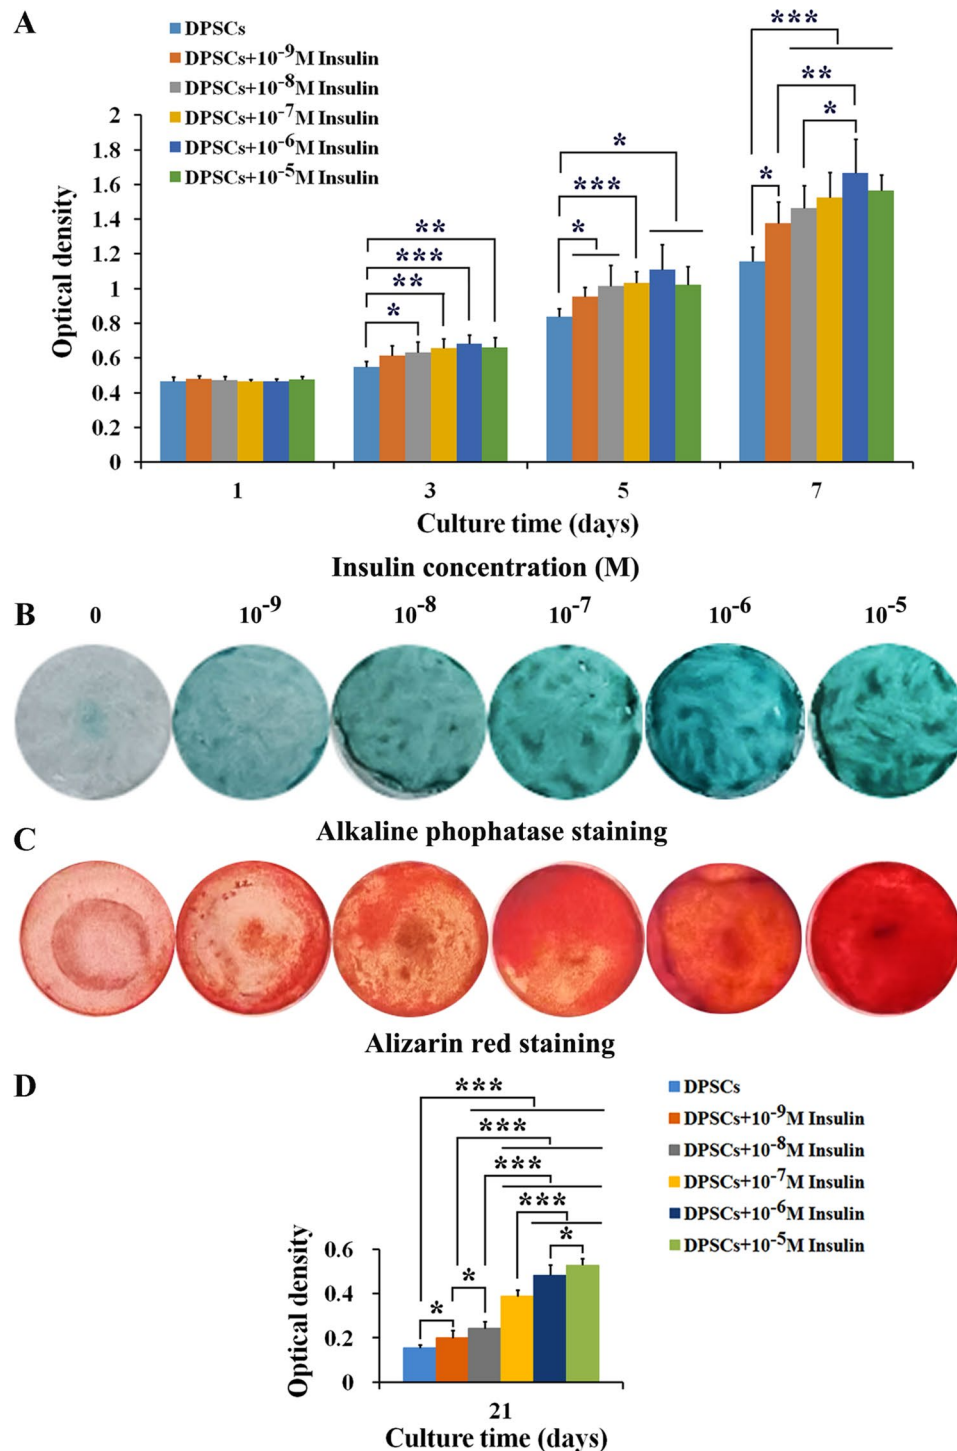 A
DPSCs
DPSCs+10⁻⁹M Insulin
DPSCs+10⁻⁸M Insulin
DPSCs+10⁻⁷M Insulin
DPSCs+10⁻⁶M Insulin
DPSCs+10⁻⁵M Insulin
***
**
*
*
*
***
*
**
***
**
*
Optical density
2
1.8
1.6
1.4
1.2
1
0.8
0.6
0.4
0.2
0
1 3 5 7
Culture time (days)
Insulin concentration (M)
B
0 10⁻⁹ 10⁻⁸ 10⁻⁷ 10⁻⁶ 10⁻⁵
Alkaline phophatase staining
C
Alizarin red staining
D
DPSCs
DPSCs+10⁻⁹M Insulin
DPSCs+10⁻⁸M Insulin
DPSCs+10⁻⁷M Insulin
DPSCs+10⁻⁶M Insulin
DPSCs+10⁻⁵M Insulin
***
***
***
***
*
*
*
Optical density
0.6
0.4
0.2
0
21
Culture time (days)